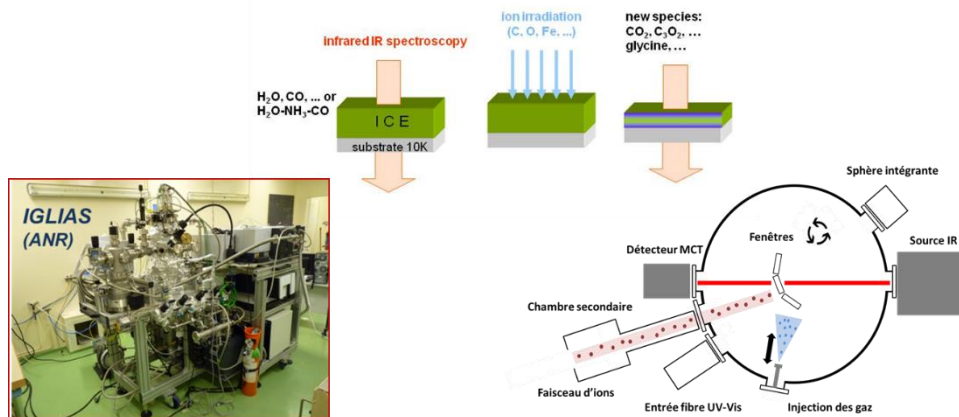 infrared IR spectroscopy
ion irradiation
(C, O, Fe, ...)
new species:
CO₂, C₃O₂, ...
glycine, ...
H₂O, CO, ... or
H₂O-NH₃-CO
I C E
substrate 10K
IGLIAS
(ANR)
Sphère intégrante
Fenêtres
Source IR
Détecteur MCT
Chambre secondaire
Faisceau d'ions
Entrée fibre UV-Vis
Injection des gaz